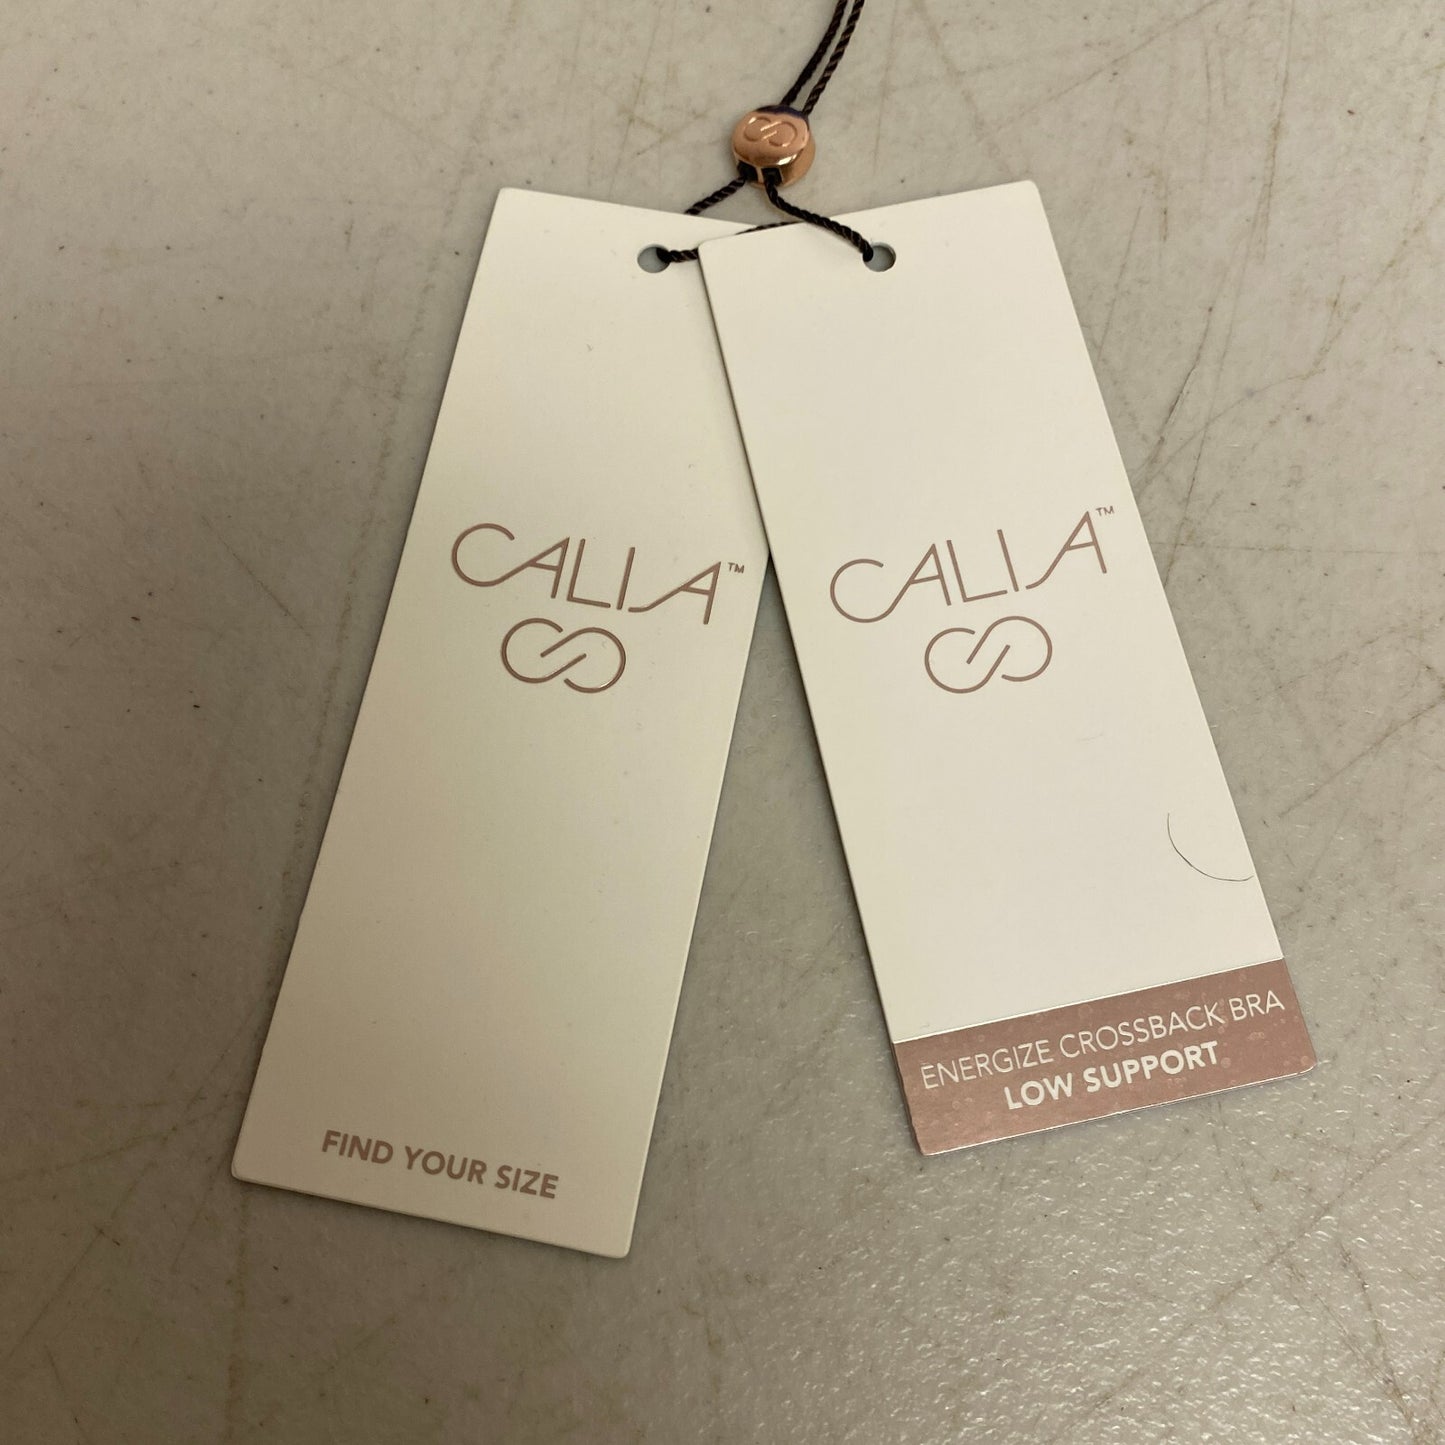 CALIA™
FIND YOUR SIZE
CALIA™
ENERGIZE CROSSBACK BRA
LOW SUPPORT